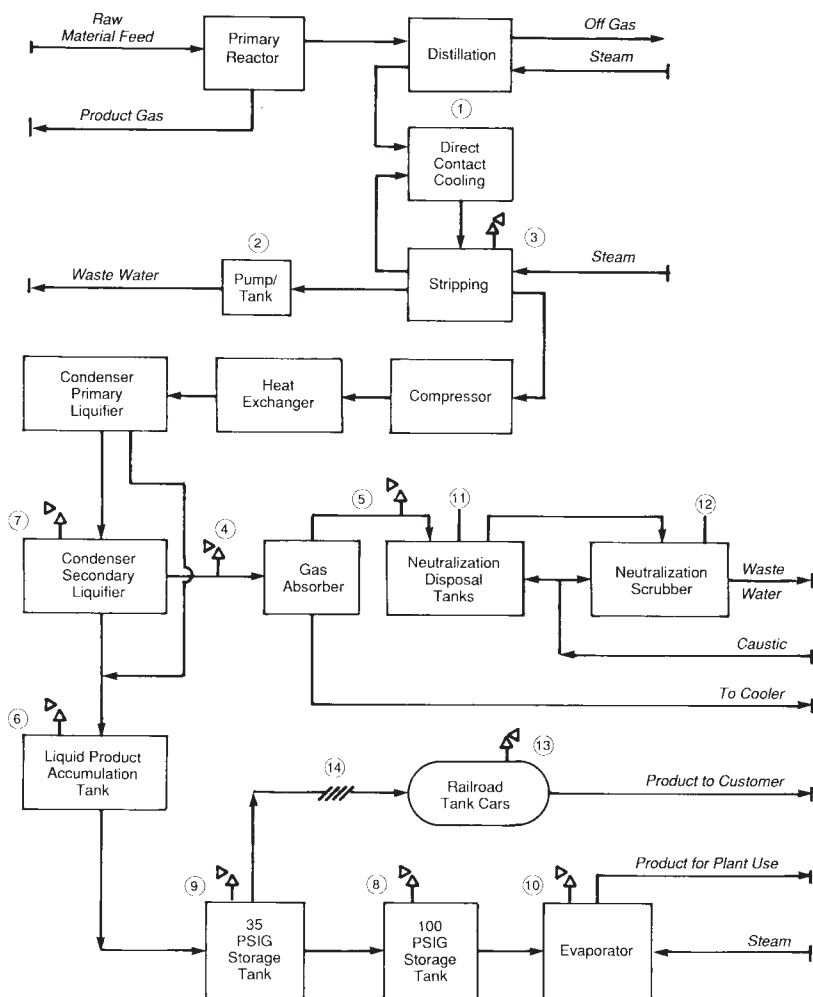 Raw
Material Feed
Primary
Reactor
Distillation
Off Gas
Steam
Product Gas
1
Direct
Contact
Cooling
2
3
Waste Water
Pump/
Tank
Stripping
Steam
Condenser
Primary
Liquifier
Heat
Exchanger
Compressor
7
4
5
11
12
Condenser
Secondary
Liquifier
Gas
Absorber
Neutralization
Disposal
Tanks
Neutralization
Scrubber
Waste
Water
Caustic
To Cooler
6
Liquid Product
Accumulation
Tank
14
13
Railroad
Tank Cars
Product to Customer
9
8
10
Product for Plant Use
35
PSIG
Storage
Tank
100
PSIG
Storage
Tank
Evaporator
Steam